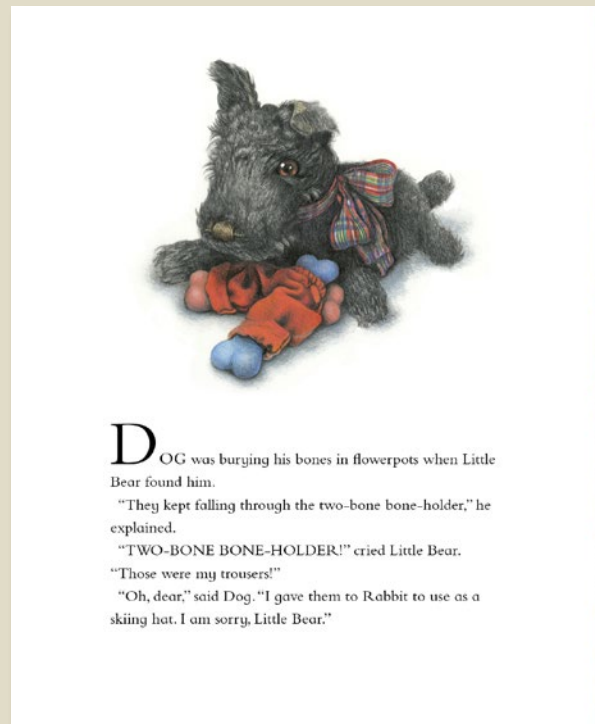 DOG was burying his bones in flowerpots when Little
Bear found him.
“They kept falling through the two-bone bone-holder,” he
explained.
“TWO-BONE BONE-HOLDER!” cried Little Bear.
“Those were my trousers!”
“Oh, dear,” said Dog. “I gave them to Rabbit to use as a
skiing hat. I am sorry, Little Bear.”